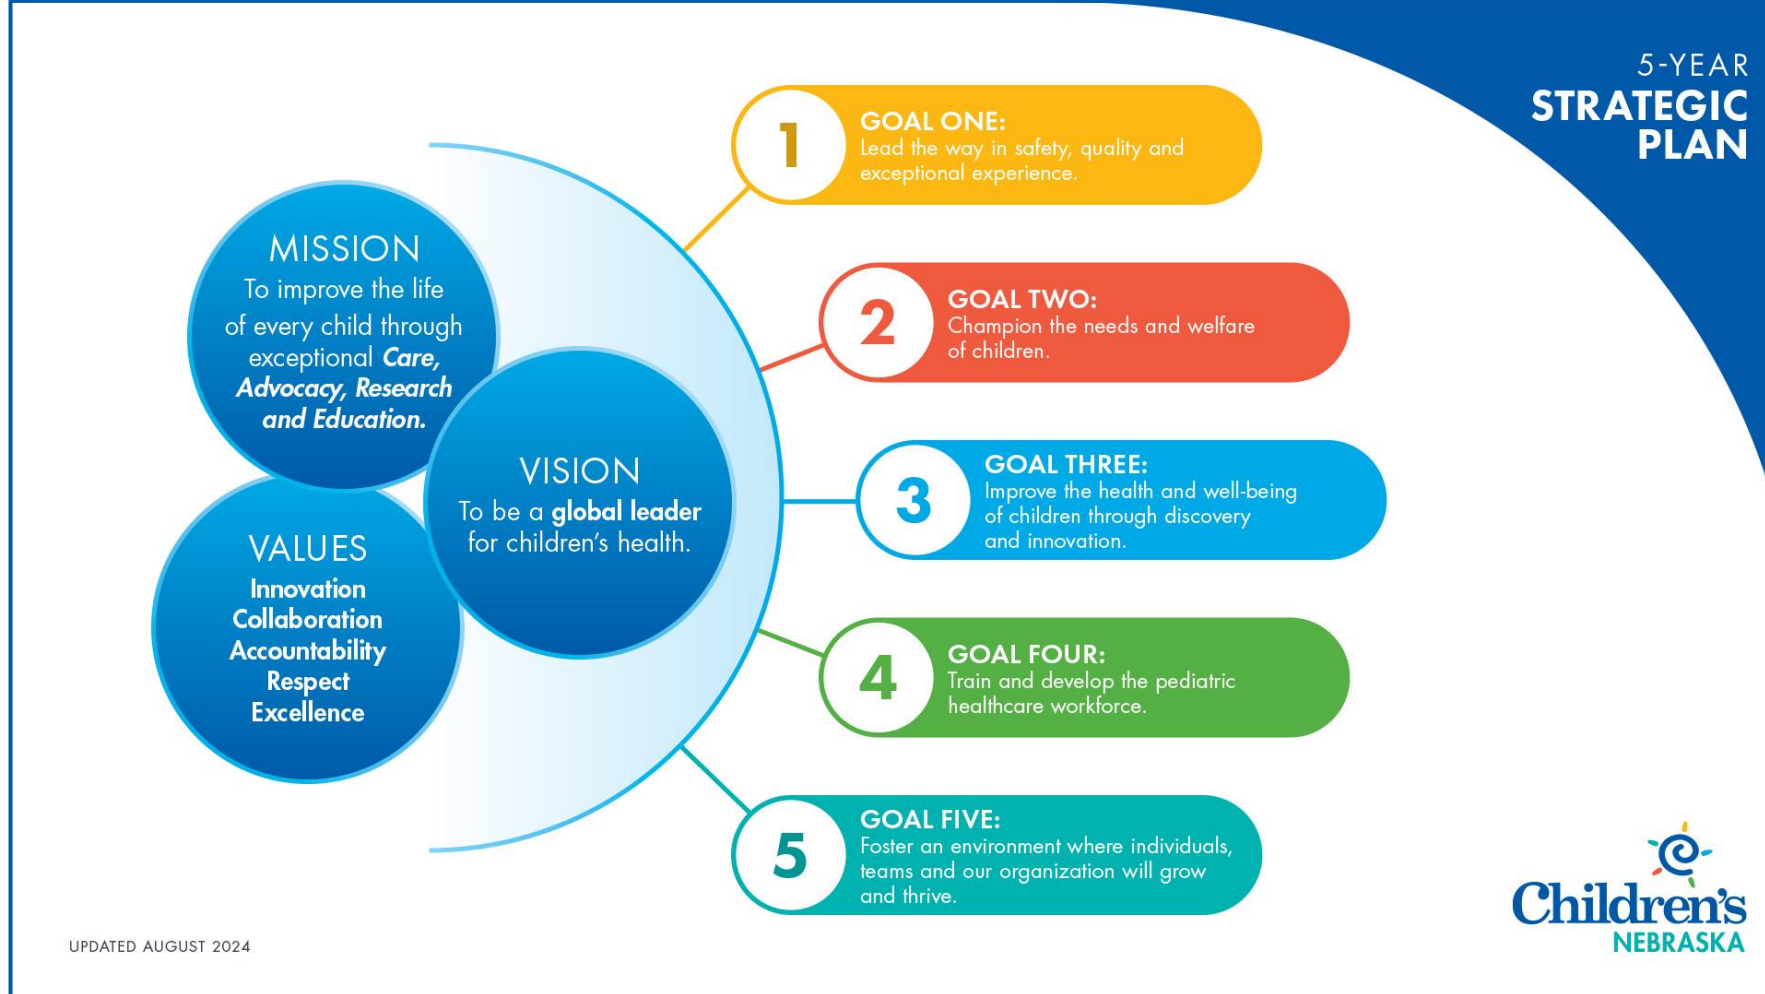 5-YEAR
STRATEGIC
PLAN
MISSION
To improve the life
of every child through
exceptional Care,
Advocacy, Research
and Education.
VISION
To be a global leader
for children's health.
VALUES
Innovation
Collaboration
Accountability
Respect
Excellence
1
GOAL ONE:
Lead the way in safety, quality and
exceptional experience.
2
GOAL TWO:
Champion the needs and welfare
of children.
3
GOAL THREE:
Improve the health and well-being
of children through discovery
and innovation.
4
GOAL FOUR:
Train and develop the pediatric
healthcare workforce.
5
GOAL FIVE:
Foster an environment where individuals,
teams and our organization will grow
and thrive.
UPDATED AUGUST 2024
Children's
NEBRASKA